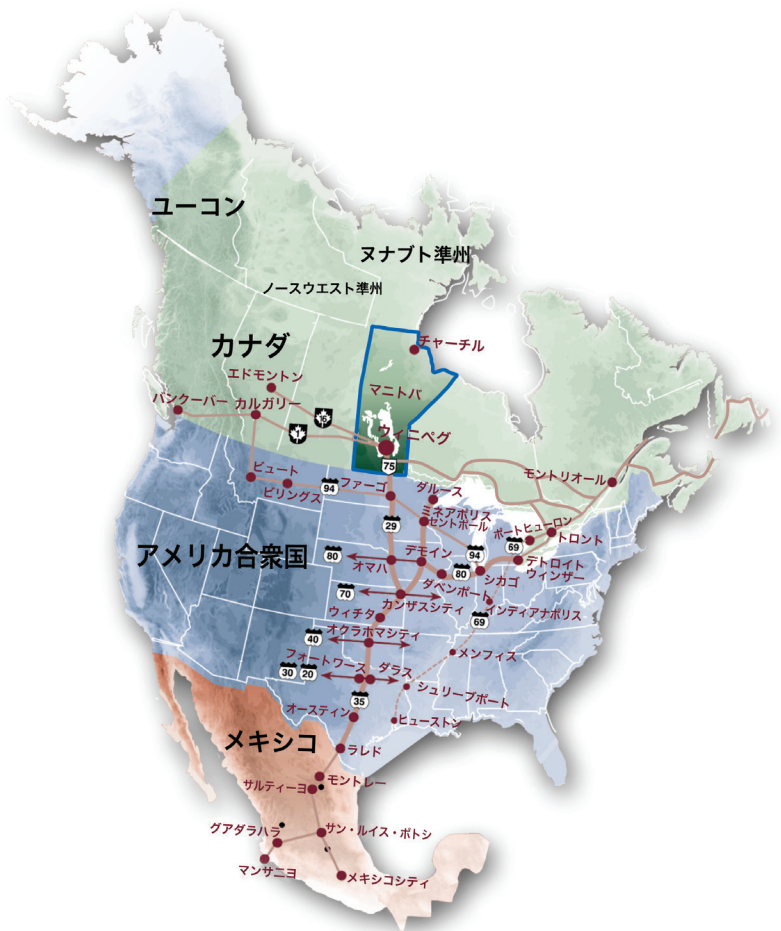 ユーコン
ヌナブト準州
ノースウエスト準州
カナダ
チャーチル
エドモントン
マニトバ
バンクーバー
カルガリー
16
1
ウィニペグ
75
ビュート
ビリングス
94
ファーゴ
ダルース
モントリオール
29
ネアポリス
セントポール
ポートヒューロン
トロント
アメリカ合衆国
80
オマハ
デモイン
94
69
デトロイト
ウィンザー
80
シカゴ
ダベンポート
70
カンザスシティ
インディアナポリス
ウィチタ
69
40
オクラホマシティ
メンフィス
フォートワース
ダラス
30
20
シュリーブポート
35
オースティン
ヒューストン
メキシコ
ラレド
モントレー
サルティーヨ
グアダラハラ
サン・ルイス・ポトシ
マンサニヨ
メキシコシティ